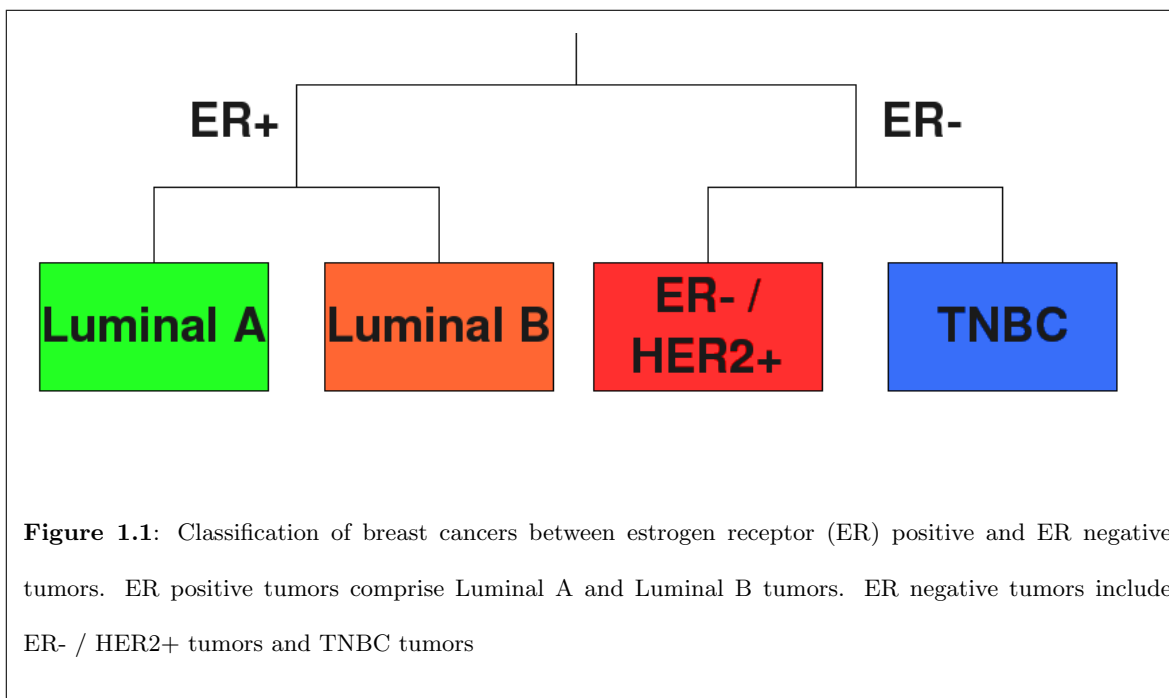 ER+
ER-
Luminal A
Luminal B
ER- /
HER2+
TNBC
Figure 1.1: Classification of breast cancers between estrogen receptor (ER) positive and ER negative
tumors. ER positive tumors comprise Luminal A and Luminal B tumors. ER negative tumors include
ER- / HER2+ tumors and TNBC tumors